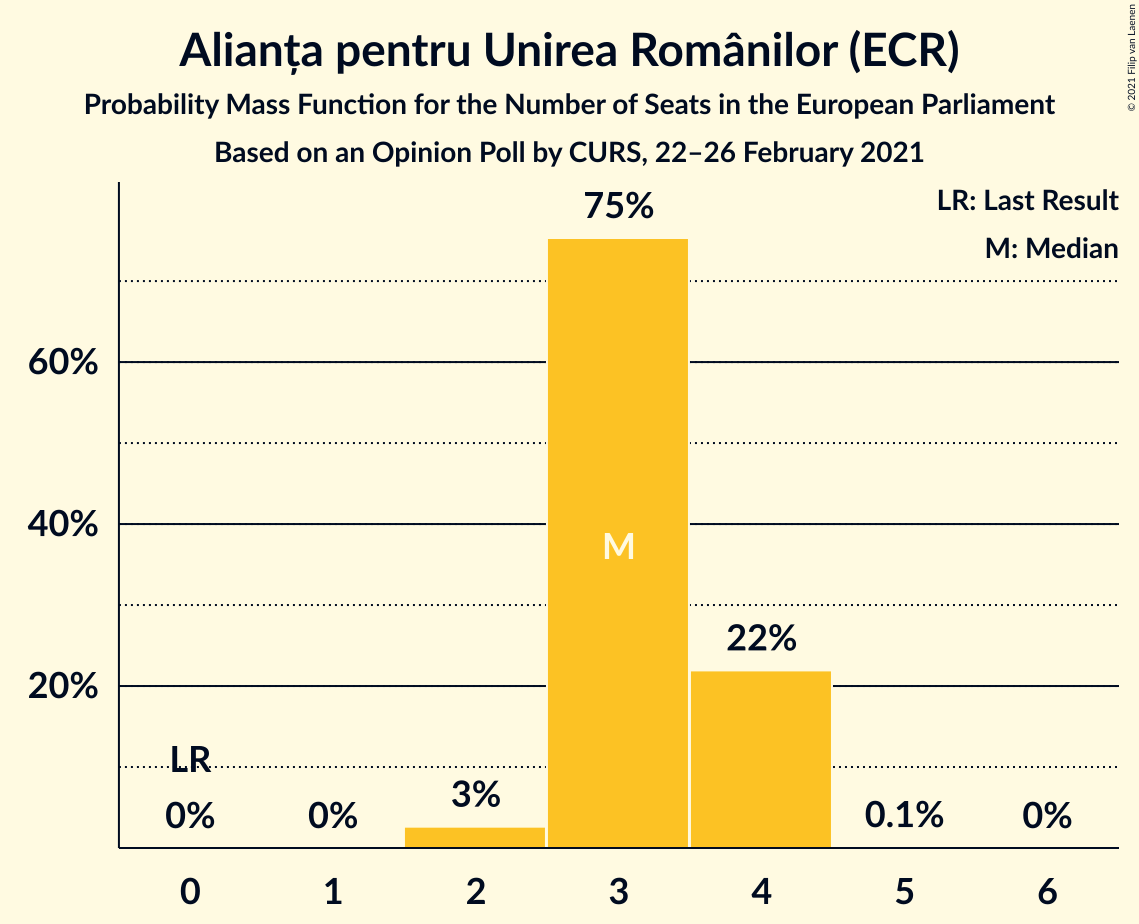 Alianța pentru Unirea Românilor (ECR)
Probability Mass Function for the Number of Seats in the European Parliament
Based on an Opinion Poll by CURS, 22–26 February 2021
© 2021 Filip van Laenen
LR: Last Result
M: Median
75%
60%
40%
M
22%
20%
LR
0%
0%
3%
0.1%
0%
0 1 2 3 4 5 6